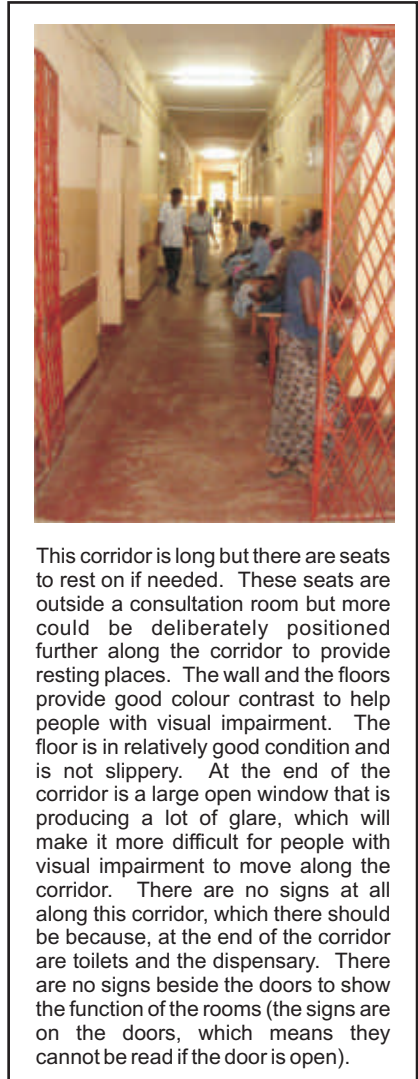 This corridor is long but there are seats
to rest on if needed. These seats are
outside a consultation room but more
could be deliberately positioned
further along the corridor to provide
resting places. The wall and the floors
provide good colour contrast to help
people with visual impairment. The
floor is in relatively good condition and
is not slippery. At the end of the
corridor is a large open window that is
producing a lot of glare, which will
make it more difficult for people with
visual impairment to move along the
corridor. There are no signs at all
along this corridor, which there should
be because, at the end of the corridor
are toilets and the dispensary. There
are no signs beside the doors to show
the function of the rooms (the signs are
on the doors, which means they
cannot be read if the door is open).